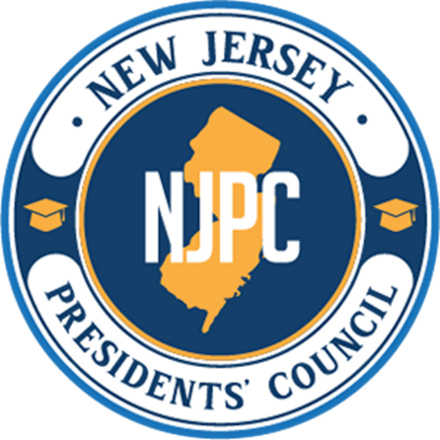 • NEW JERSEY •
NJPC
PRESIDENTS' COUNCIL